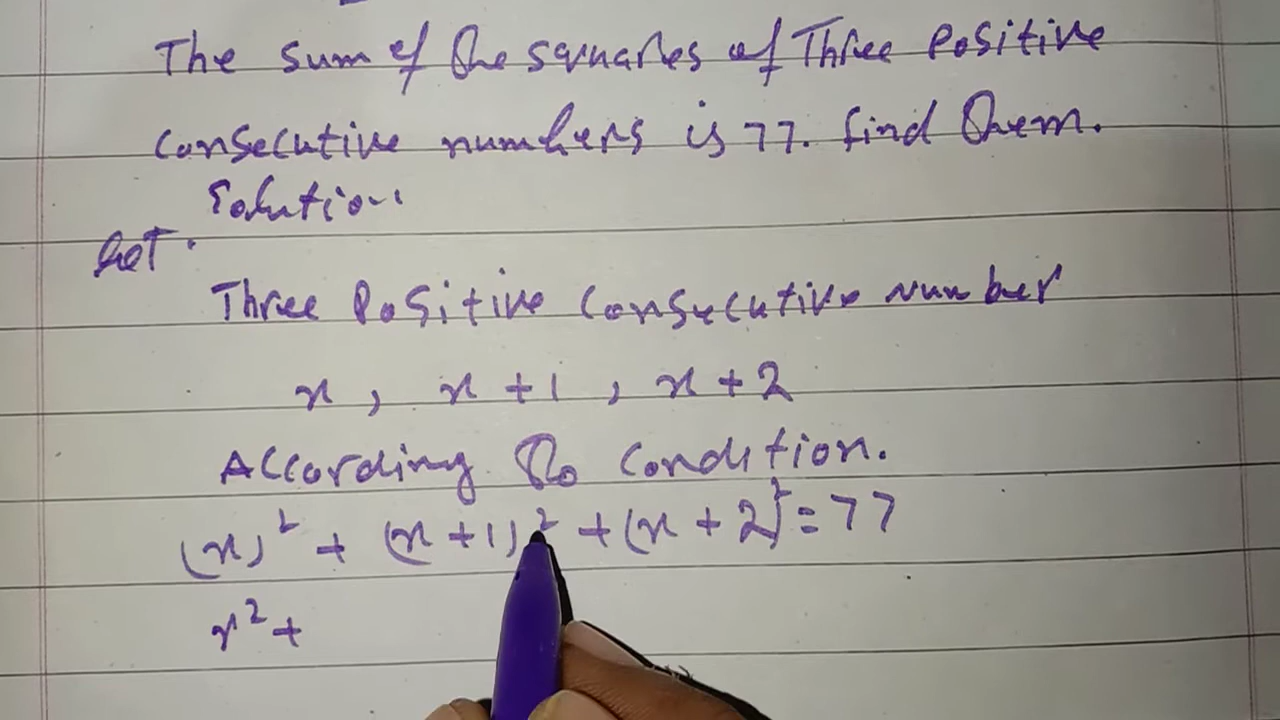 The sum of the squares of Three Positive
consecutive numbers is 77. find them.
Solution.
Let.
Three Positive Consecutive Number
x, x+1, x+2
According to condition.
(x)² + (x+1)² + (x+2)² = 77
x² +